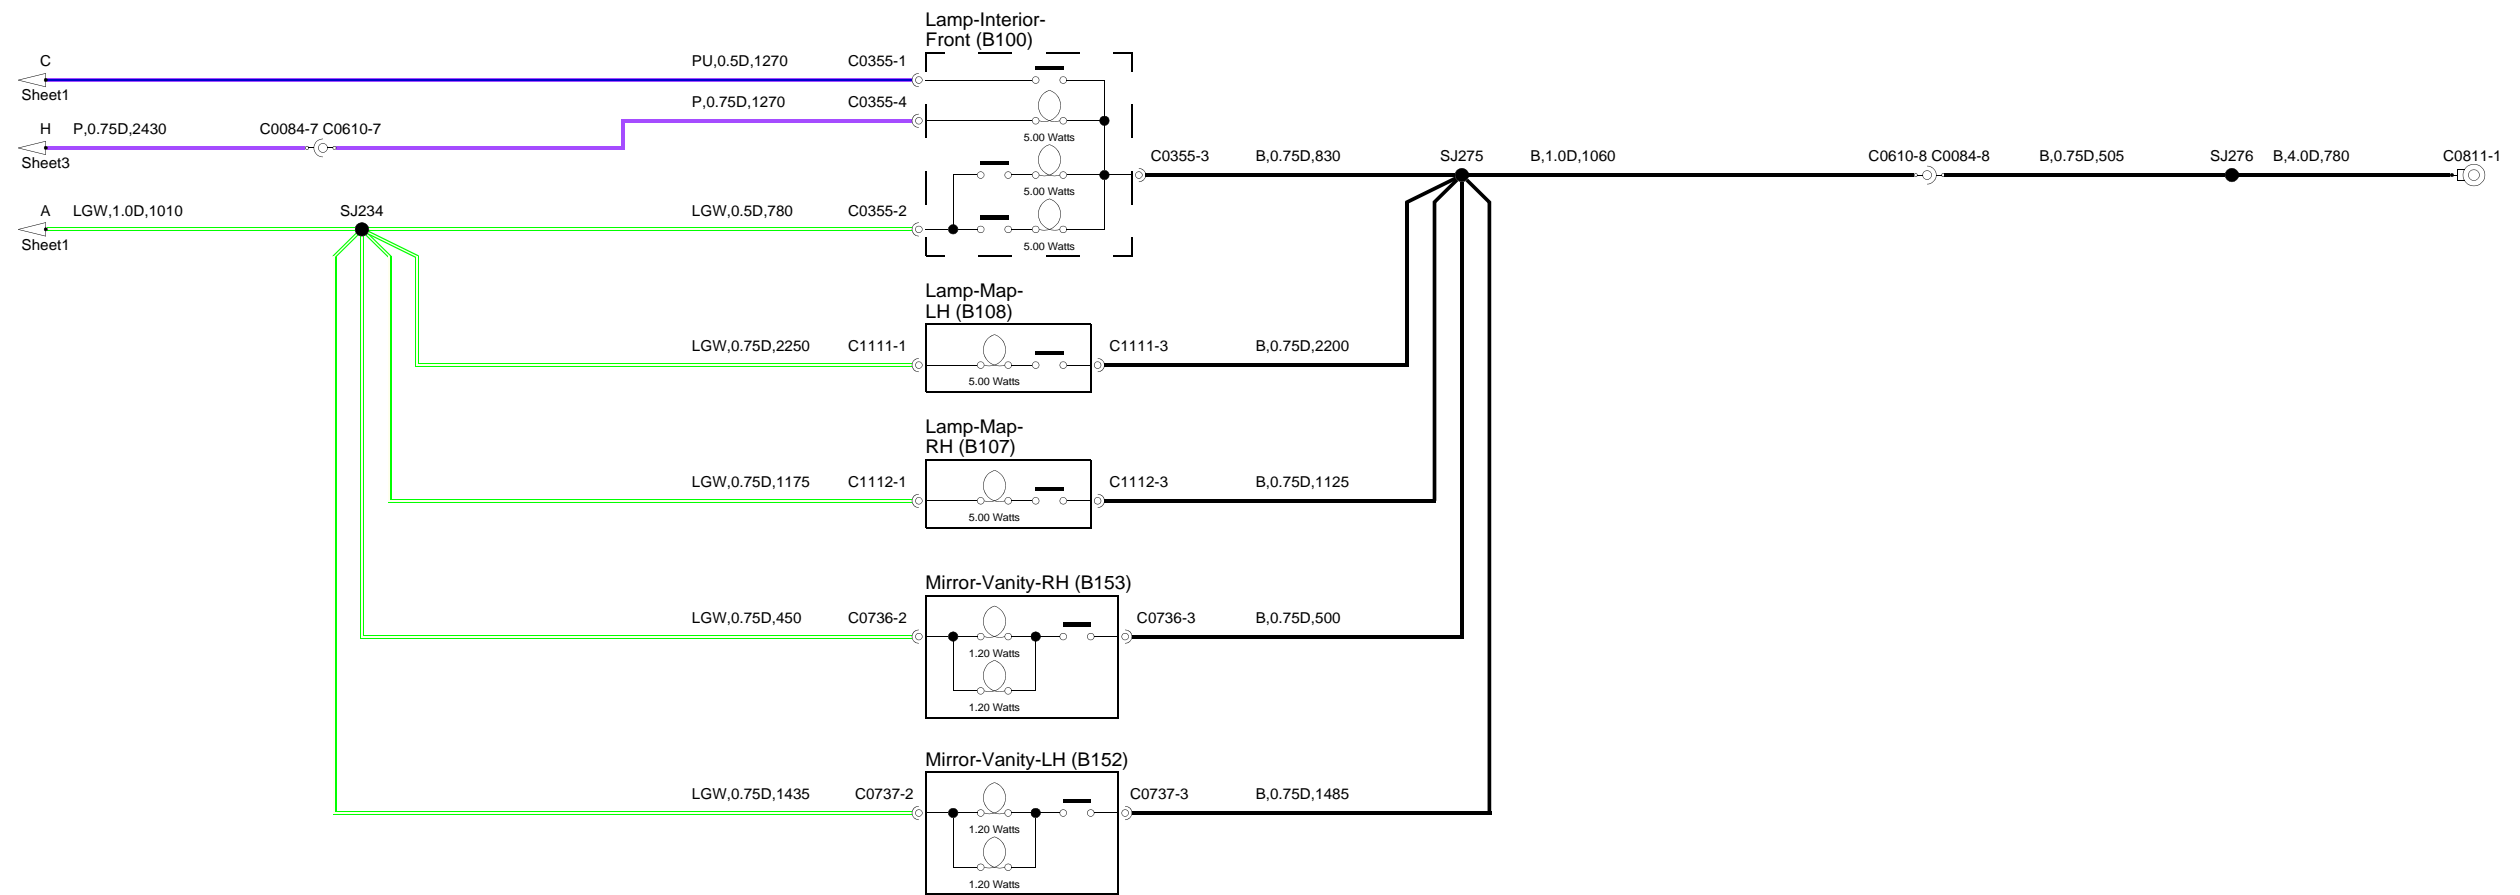 Lamp-Interior-
Front (B100)
C
PU,0.5D,1270
C0355-1
Sheet1
P,0.75D,1270
C0355-4
H
P,0.75D,2430
C0084-7 C0610-7
Sheet3
5.00 Watts
C0355-3
B,0.75D,830
SJ275
B,1.0D,1060
C0610-8 C0084-8
B,0.75D,505
SJ276
B,4.0D,780
C0811-1
5.00 Watts
A
LGW,1.0D,1010
SJ234
LGW,0.5D,780
C0355-2
Sheet1
5.00 Watts
Lamp-Map-
LH (B108)
LGW,0.75D,2250
C1111-1
C1111-3
B,0.75D,2200
5.00 Watts
Lamp-Map-
RH (B107)
LGW,0.75D,1175
C1112-1
C1112-3
B,0.75D,1125
5.00 Watts
Mirror-Vanity-RH (B153)
LGW,0.75D,450
C0736-2
C0736-3
B,0.75D,500
1.20 Watts
1.20 Watts
Mirror-Vanity-LH (B152)
LGW,0.75D,1435
C0737-2
C0737-3
B,0.75D,1485
1.20 Watts
1.20 Watts